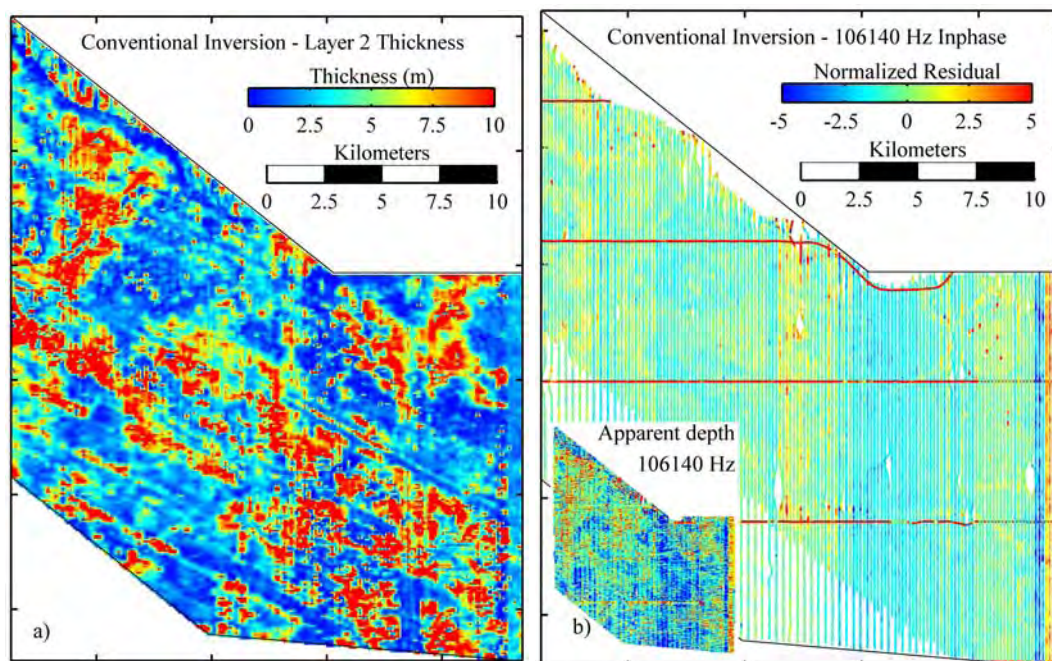 Conventional Inversion - Layer 2 Thickness
Thickness (m)
0 2.5 5 7.5 10
Kilometers
0 2.5 5 7.5 10
a)
Conventional Inversion - 106140 Hz Inphase
Normalized Residual
-5 -2.5 0 2.5 5
Kilometers
0 2.5 5 7.5 10
Apparent depth
106140 Hz
b)